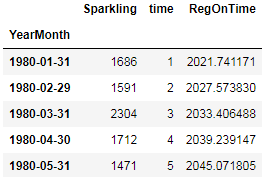 Sparkling time RegOnTime
YearMonth
1980-01-31 1686 1 2021.741171
1980-02-29 1591 2 2027.573830
1980-03-31 2304 3 2033.406488
1980-04-30 1712 4 2039.239147
1980-05-31 1471 5 2045.071805